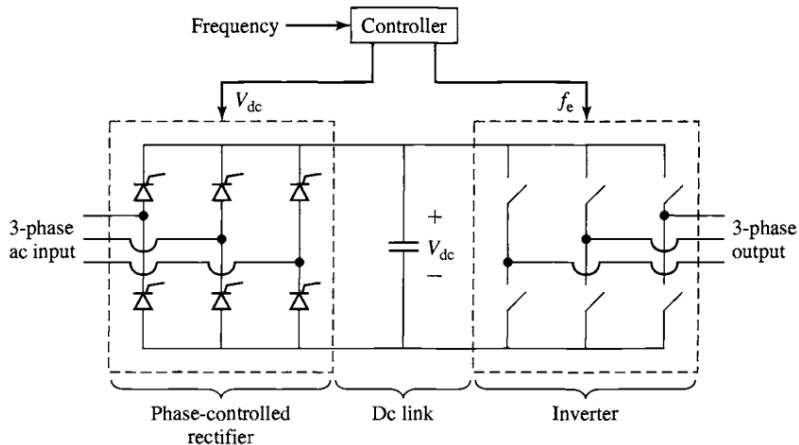 Frequency
Controller
V_dc
f_e
3-phase
ac input
+
V_dc
−
3-phase
output
Phase-controlled
rectifier
Dc link
Inverter